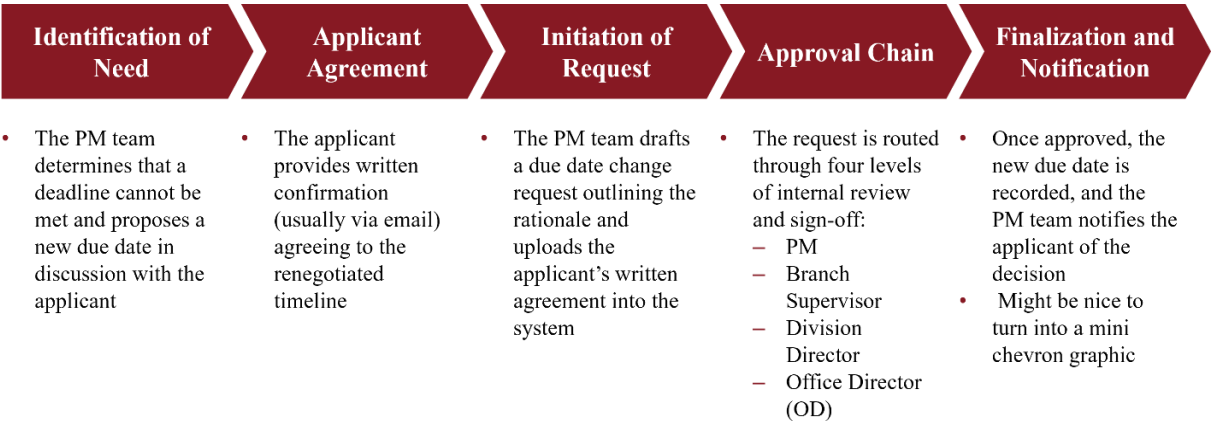 Identification of
Need
Applicant
Agreement
Initiation of
Request
Approval Chain
Finalization and
Notification
• The PM team
determines that a
deadline cannot be
met and proposes a
new due date in
discussion with the
applicant
• The applicant
provides written
confirmation
(usually via email)
agreeing to the
renegotiated
timeline
• The PM team drafts
a due date change
request outlining the
rationale and
uploads the
applicant’s written
agreement into the
system
• The request is routed
through four levels
of internal review
and sign-off:
– PM
– Branch
Supervisor
– Division
Director
– Office Director
(OD)
• Once approved, the
new due date is
recorded, and the
PM team notifies the
applicant of the
decision
• Might be nice to
turn into a mini
chevron graphic